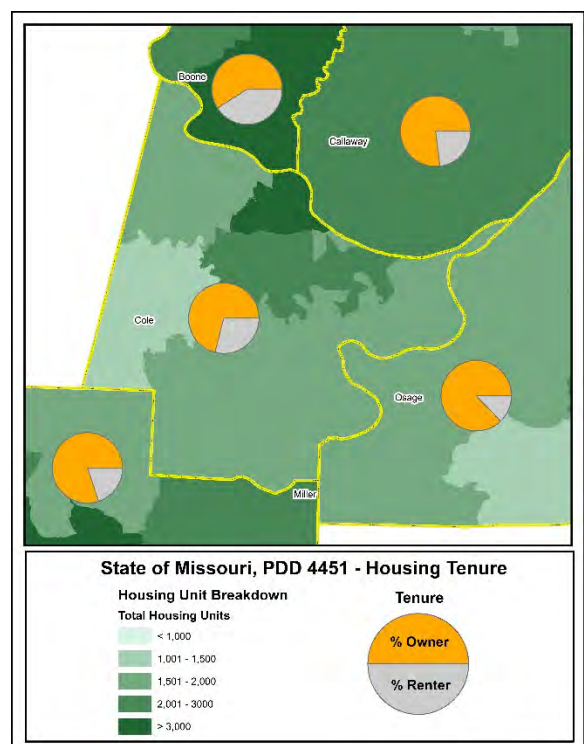 Boone
Callaway
Cole
Osage
Miller
State of Missouri, PDD 4451 - Housing Tenure
Housing Unit Breakdown
Total Housing Units
< 1,000
1,001 - 1,500
1,501 - 2,000
2,001 - 3000
> 3,000
Tenure
% Owner
% Renter